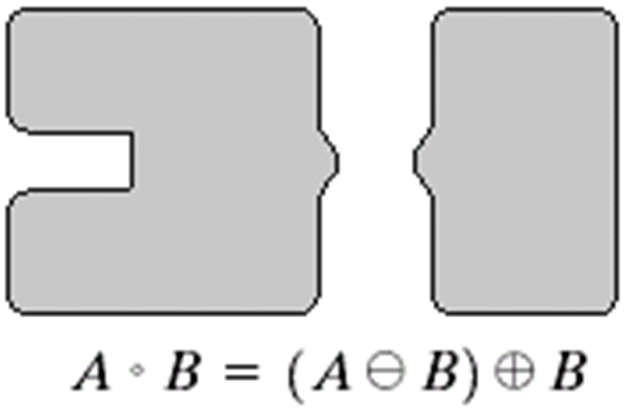 A ∘ B = (A ⊖ B) ⊕ B